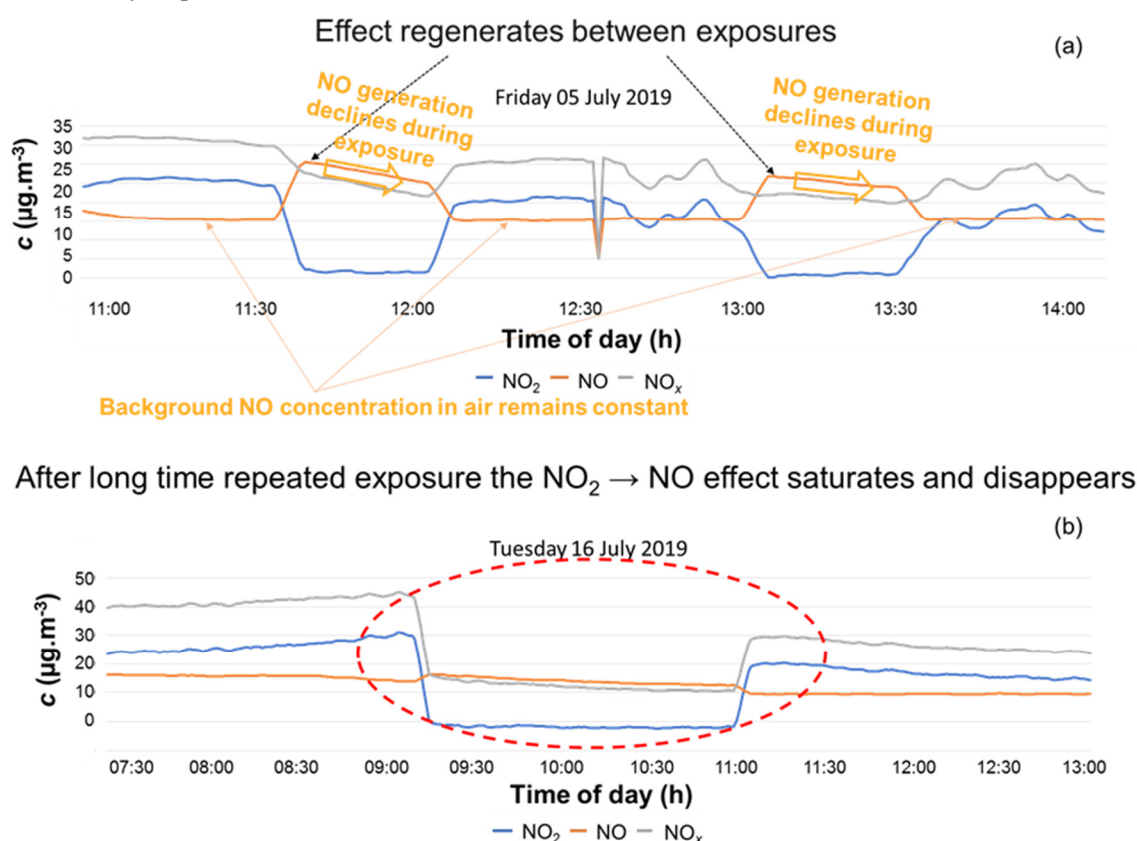 Effect regenerates between exposures
(a)
NO generation
declines during
exposure
Friday 05 July 2019
NO generation
declines during
exposure
c (µg.m-3)
35
30
25
20
15
10
5
0
11:00 11:30 12:00 12:30 13:00 13:30 14:00
Time of day (h)
NO2 NO NOx
Background NO concentration in air remains constant
After long time repeated exposure the NO2 → NO effect saturates and disappears
(b)
Tuesday 16 July 2019
c (µg.m-3)
50
40
30
20
10
0
07:30 08:00 08:30 09:00 09:30 10:00 10:30 11:00 11:30 12:00 12:30 13:00
Time of day (h)
NO2 NO NOx